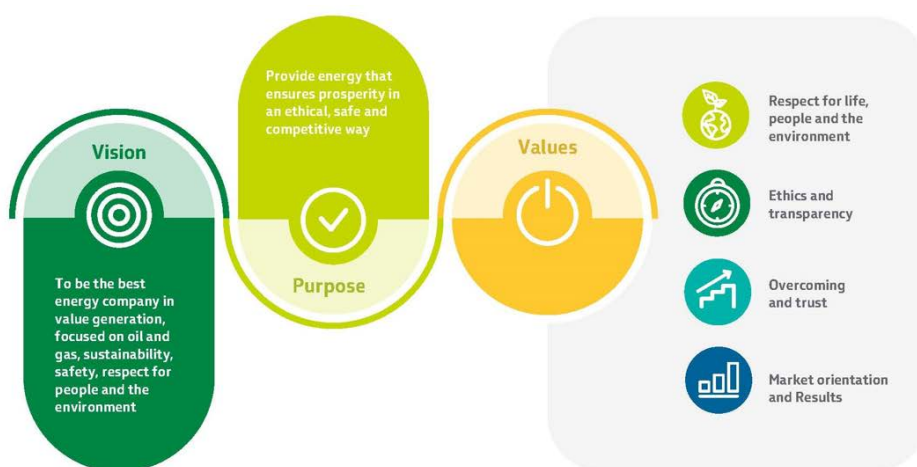 Vision
To be the best
energy company in
value generation,
focused on oil and
gas, sustainability,
safety, respect for
people and the
environment
Provide energy that
ensures prosperity in
an ethical, safe and
competitive way
Purpose
Values
Respect for life,
people and the
environment
Ethics and
transparency
Overcoming
and trust
Market orientation
and Results